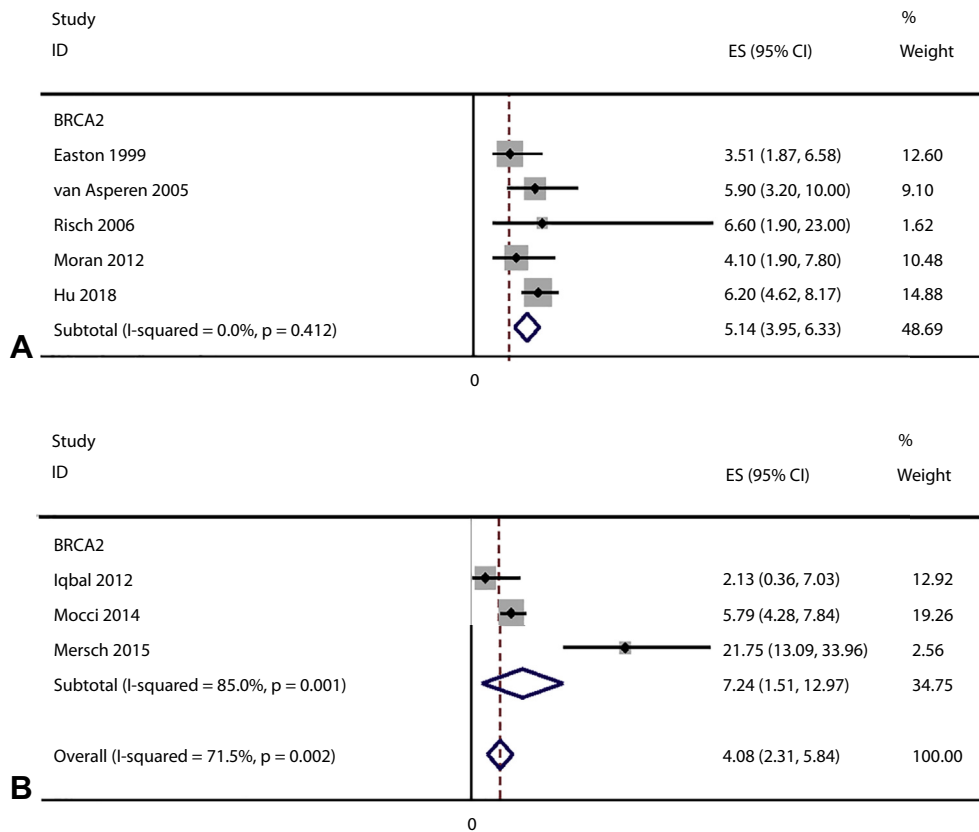 Study %
ID ES (95% CI) Weight
BRCA2
Easton 1999 3.51 (1.87, 6.58) 12.60
van Asperen 2005 5.90 (3.20, 10.00) 9.10
Risch 2006 6.60 (1.90, 23.00) 1.62
Moran 2012 4.10 (1.90, 7.80) 10.48
Hu 2018 6.20 (4.62, 8.17) 14.88
Subtotal (I-squared = 0.0%, p = 0.412) 5.14 (3.95, 6.33) 48.69
A
0
Study %
ID ES (95% CI) Weight
BRCA2
Iqbal 2012 2.13 (0.36, 7.03) 12.92
Mocci 2014 5.79 (4.28, 7.84) 19.26
Mersch 2015 21.75 (13.09, 33.96) 2.56
Subtotal (I-squared = 85.0%, p = 0.001) 7.24 (1.51, 12.97) 34.75
Overall (I-squared = 71.5%, p = 0.002) 4.08 (2.31, 5.84) 100.00
B
0